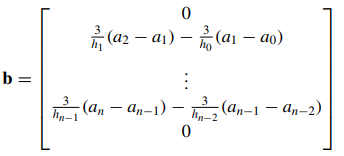 0
3/h₁ (a₂ − a₁) − 3/h₀ (a₁ − a₀)
b = ⋮
3/hₙ₋₁ (aₙ − aₙ₋₁) − 3/hₙ₋₂ (aₙ₋₁ − aₙ₋₂)
0